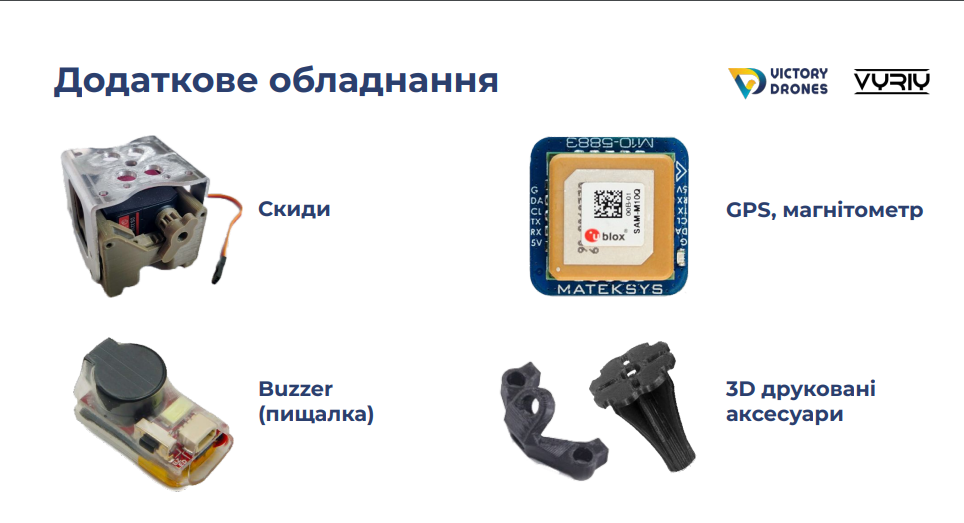 Додаткове обладнання
VICTORY
DRONES
VYRIY
Скиди
M10-5883
G
DA
CL
TX
RX
5V
5V
RX
TX
CL
DA
G
SAM-M10Q
u blox
MATEKSYS
GPS, магнітометр
Buzzer
(пищалка)
3D друковані
аксесуари